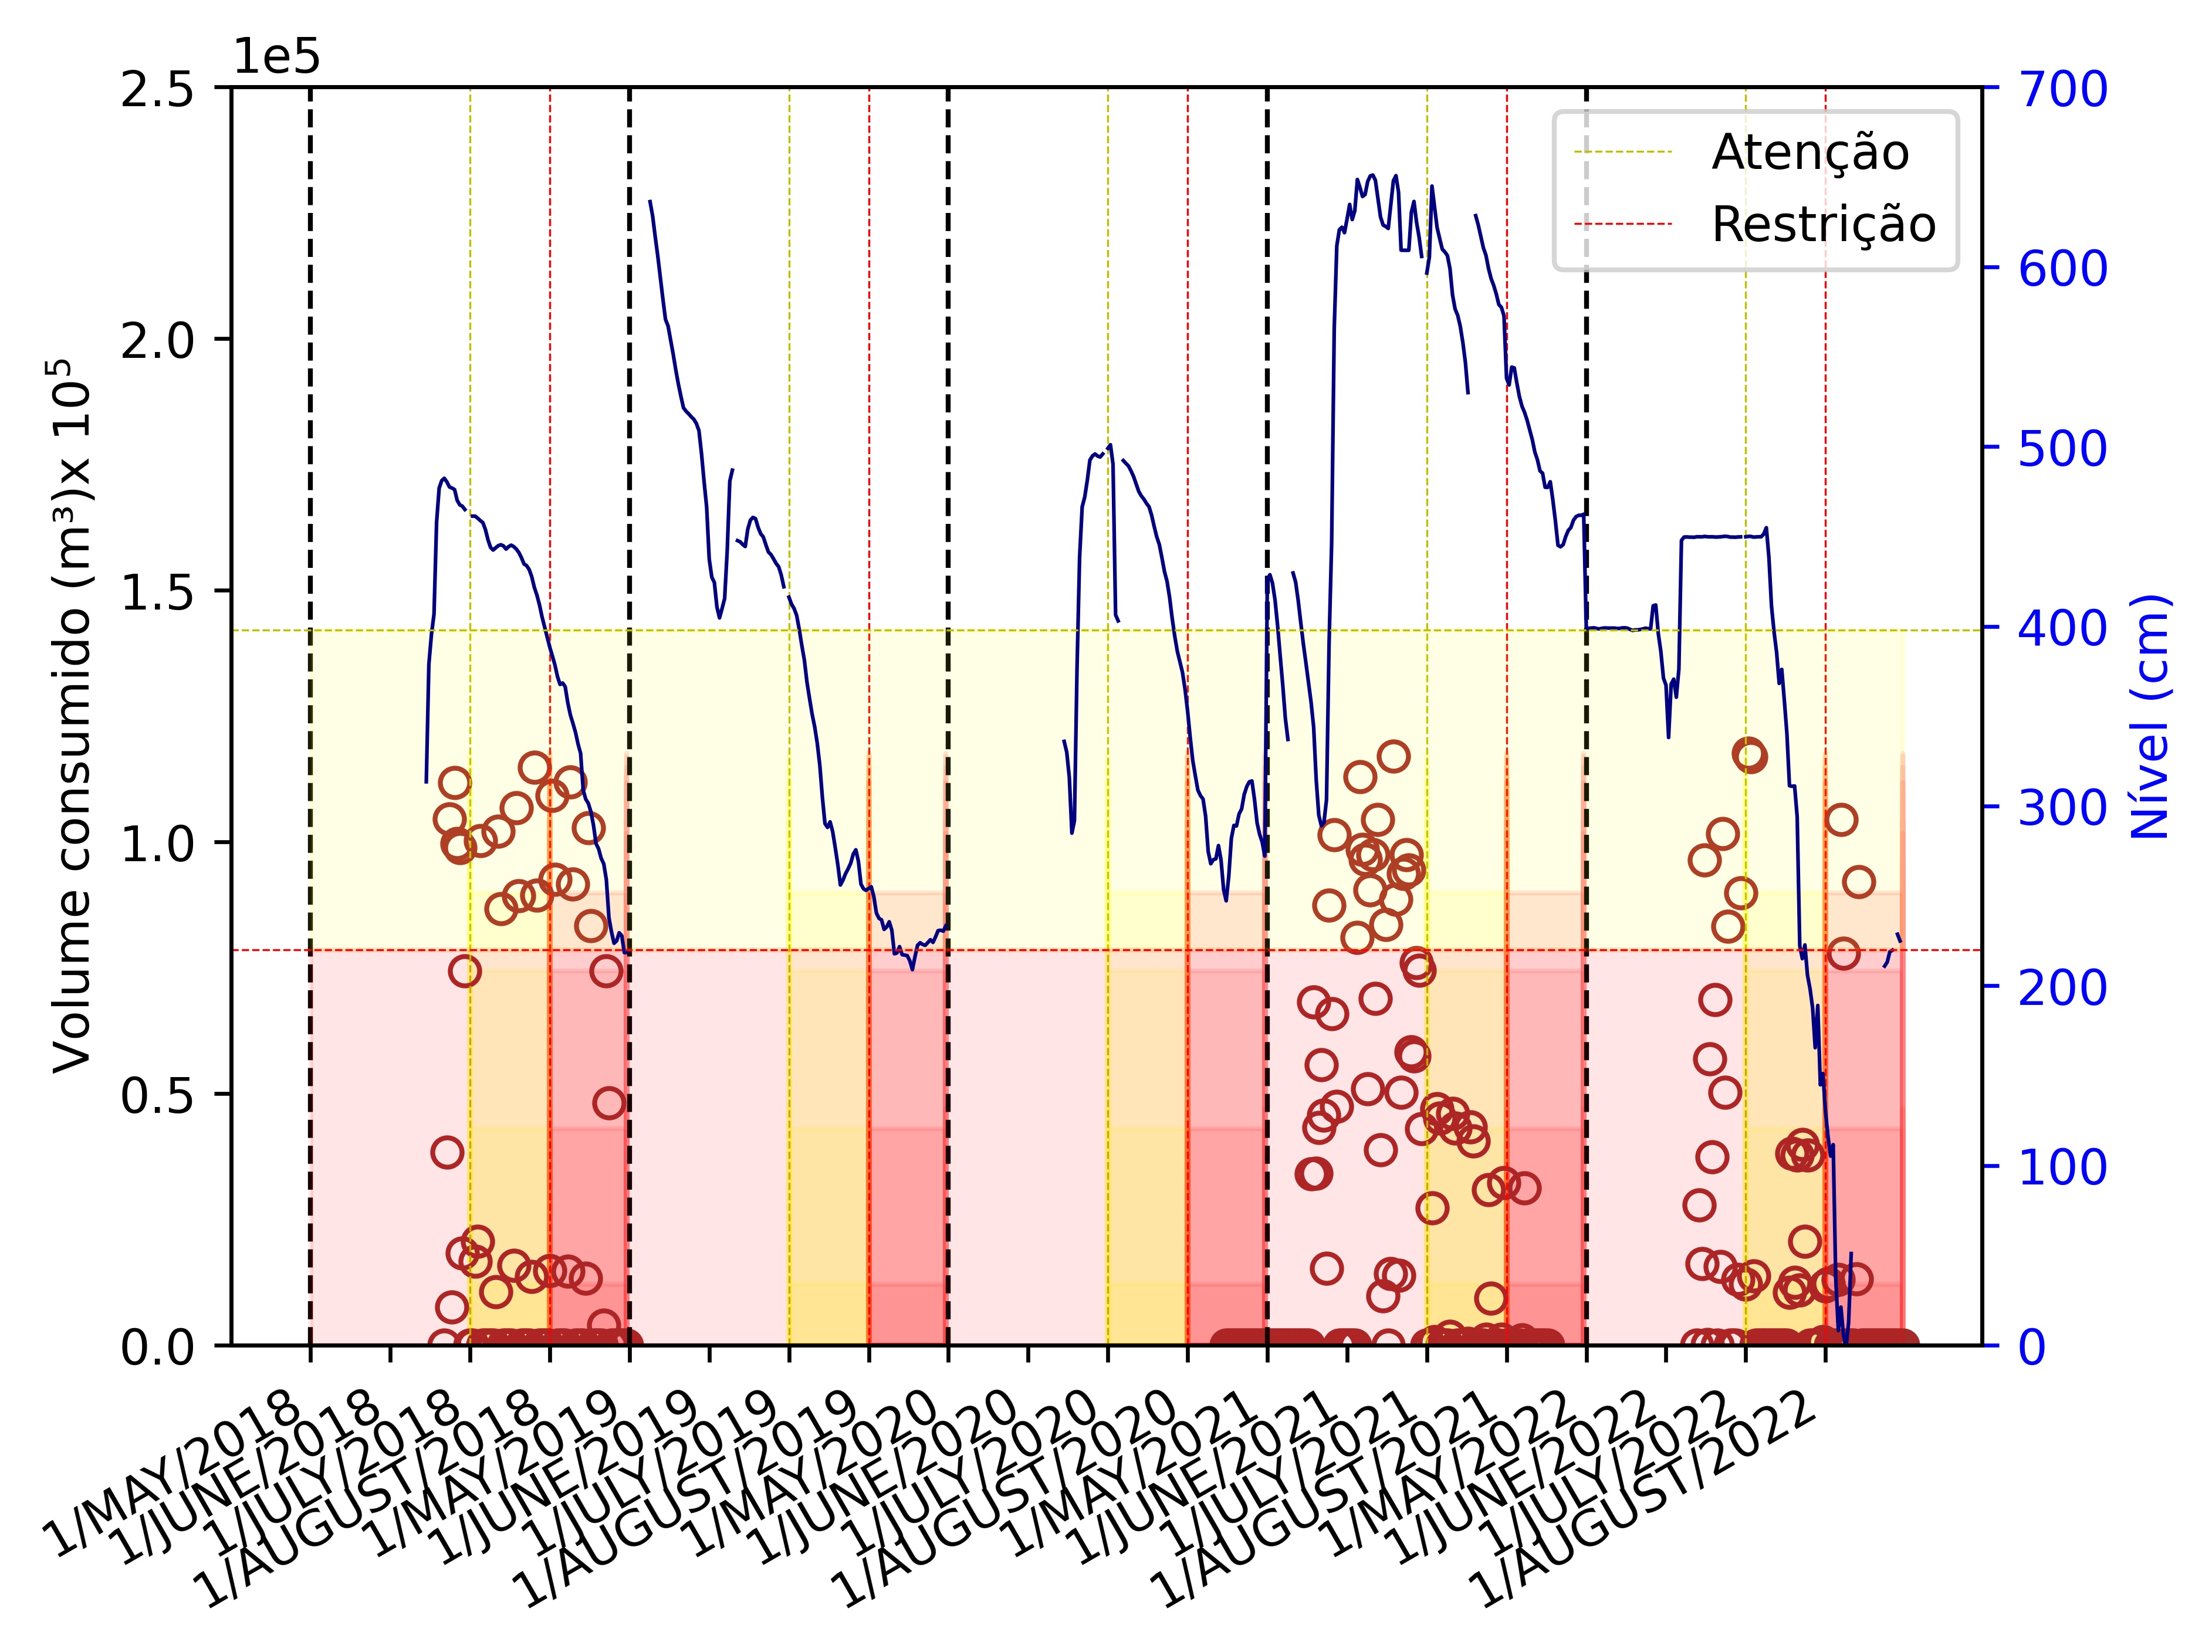 1e5
2.5
2.0
1.5
1.0
0.5
0.0
Volume consumido (m³)x 10⁵
700
600
500
400
300
200
100
0
Nível (cm)
Atenção
Restrição
1/MAY/2018
1/JUNE/2018
1/JULY/2018
1/AUGUST/2018
1/MAY/2019
1/JUNE/2019
1/JULY/2019
1/AUGUST/2019
1/MAY/2020
1/JUNE/2020
1/JULY/2020
1/AUGUST/2020
1/MAY/2021
1/JUNE/2021
1/JULY/2021
1/AUGUST/2021
1/MAY/2022
1/JUNE/2022
1/JULY/2022
1/AUGUST/2022